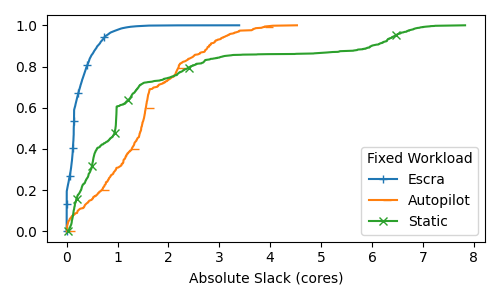 1.0
0.8
0.6
0.4
0.2
0.0
Fixed Workload
Escra
Autopilot
Static
0 1 2 3 4 5 6 7 8
Absolute Slack (cores)